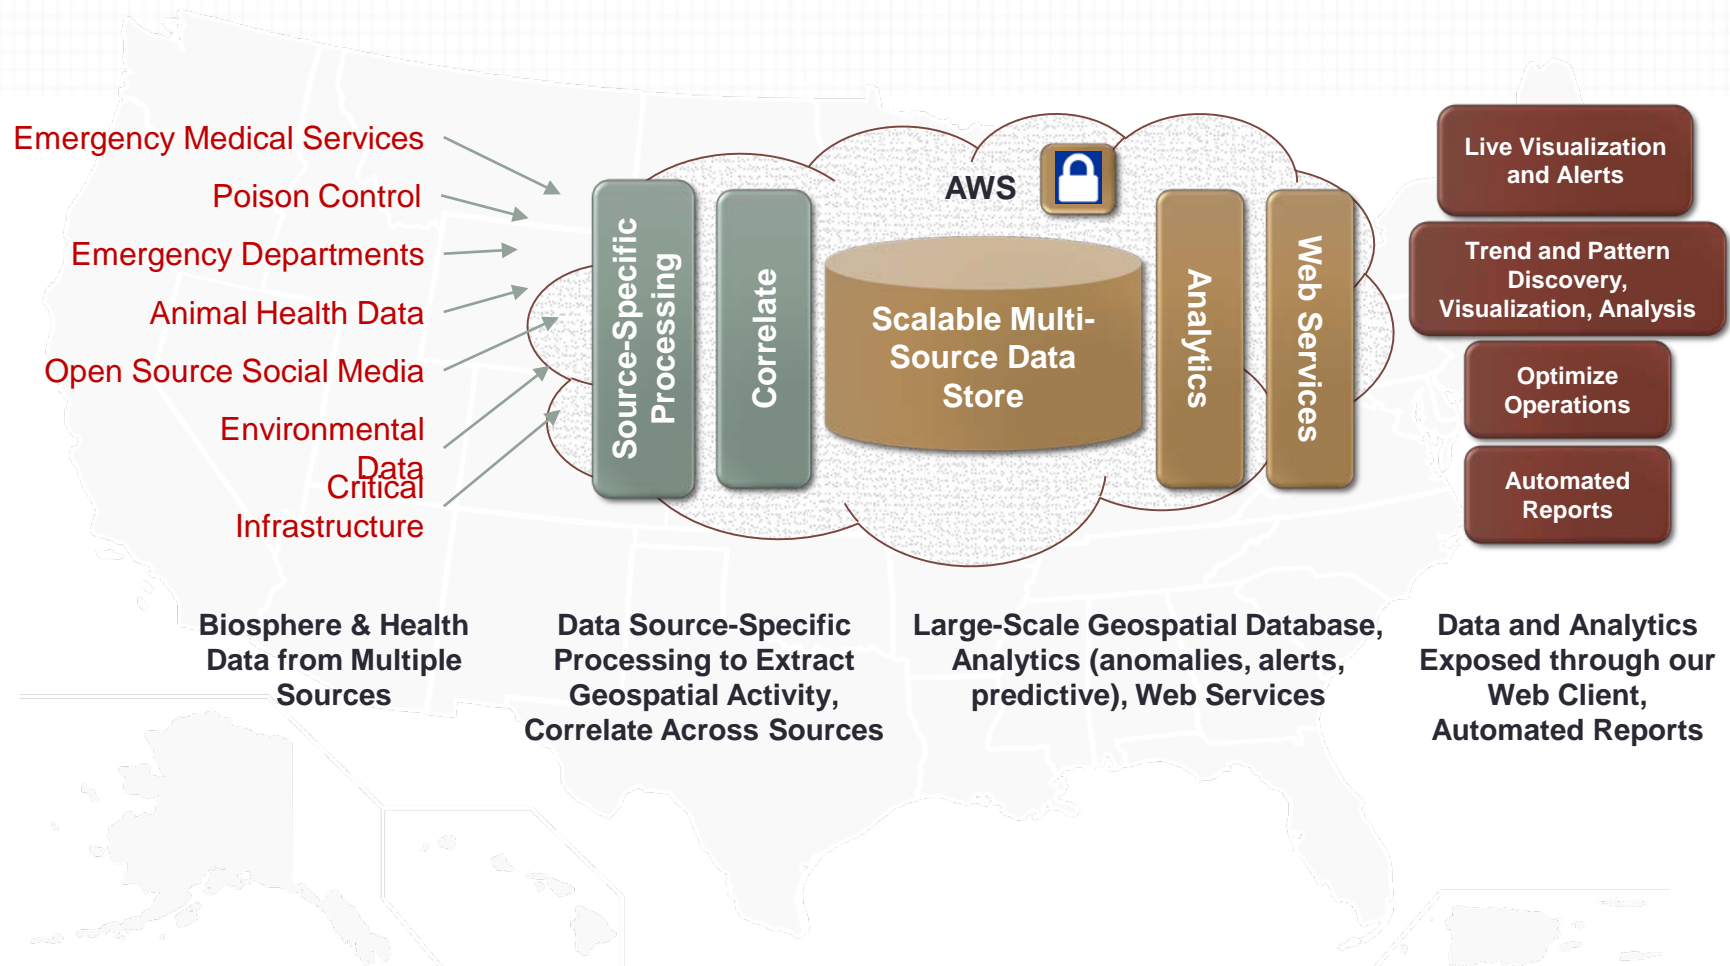 Emergency Medical Services
Poison Control
Emergency Departments
Animal Health Data
Open Source Social Media
Environmental
Data
Critical
Infrastructure
Source-Specific
Processing
Correlate
AWS
Scalable Multi-
Source Data
Store
Analytics
Web Services
Live Visualization
and Alerts
Trend and Pattern
Discovery,
Visualization, Analysis
Optimize
Operations
Automated
Reports
Biosphere & Health
Data from Multiple
Sources
Data Source-Specific
Processing to Extract
Geospatial Activity,
Correlate Across Sources
Large-Scale Geospatial Database,
Analytics (anomalies, alerts,
predictive), Web Services
Data and Analytics
Exposed through our
Web Client,
Automated Reports